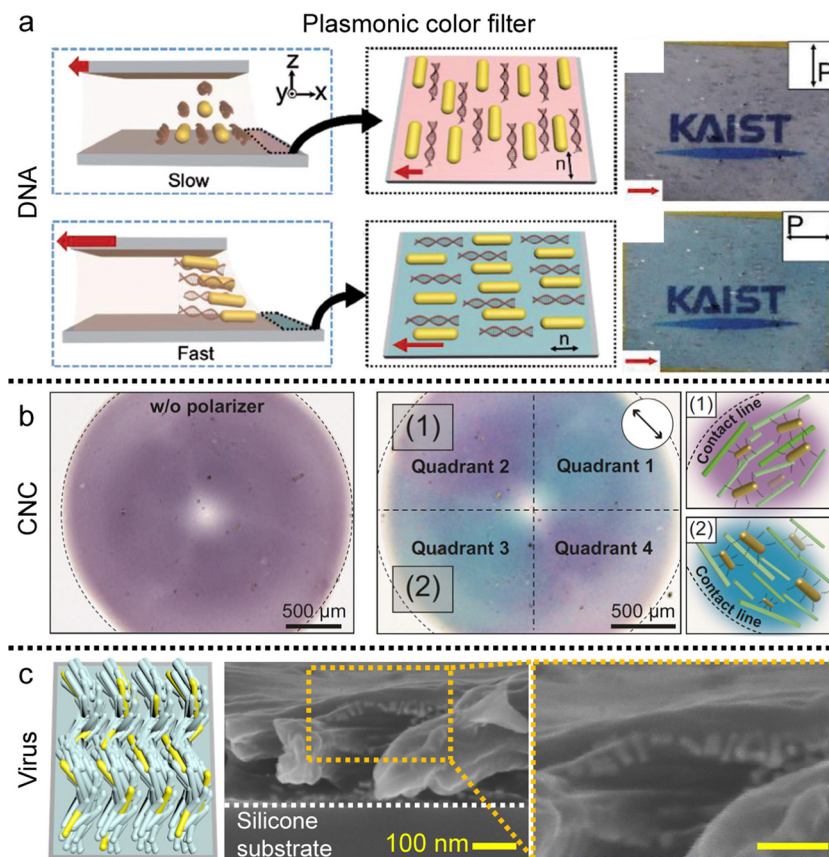 a
Plasmonic color filter
DNA
z
y
x
Slow
n
P
KAIST
Fast
n
P
KAIST
b
CNC
w/o polarizer
500 μm
(1)
Quadrant 2
Quadrant 1
Quadrant 3
Quadrant 4
(2)
500 μm
(1)
Contact line
(2)
Contact line
c
Virus
Silicone
substrate
100 nm